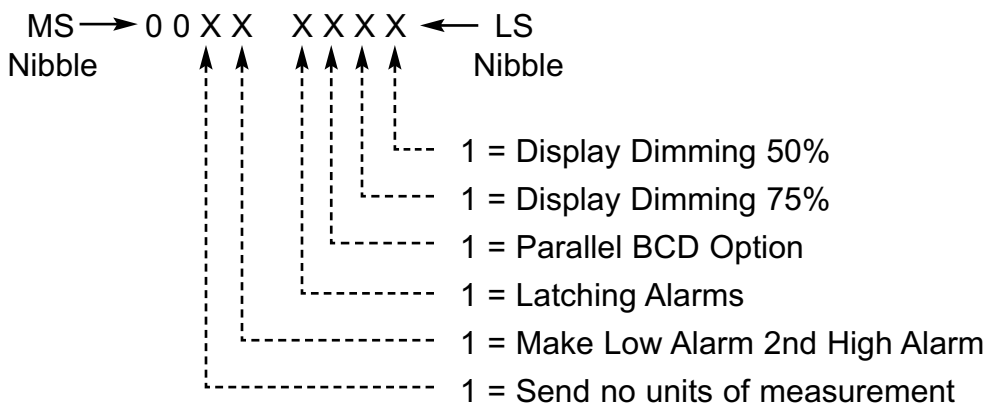 MS 0 0 X X X X X X LS
Nibble Nibble
1 = Display Dimming 50%
1 = Display Dimming 75%
1 = Parallel BCD Option
1 = Latching Alarms
1 = Make Low Alarm 2nd High Alarm
1 = Send no units of measurement